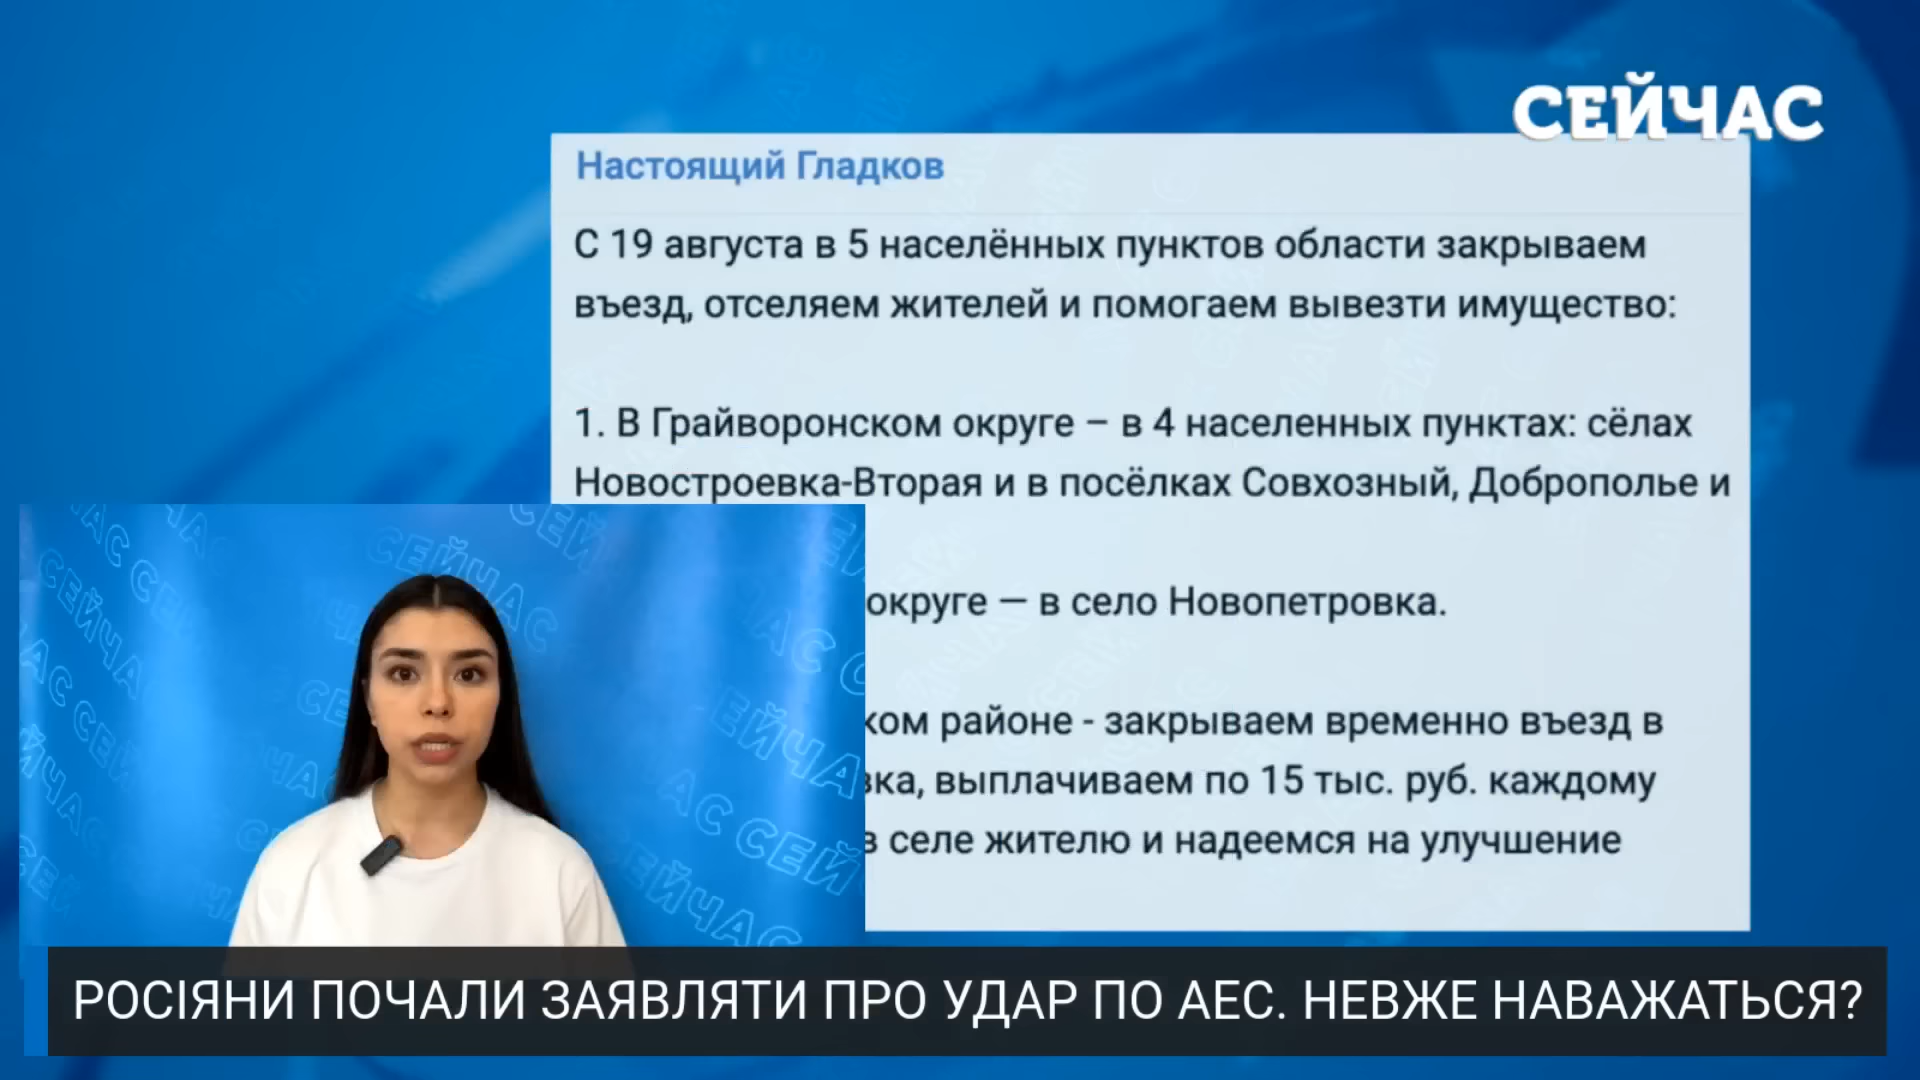 СЕЙЧАС
Настоящий Гладков
С 19 августа в 5 населённых пунктов области закрываем
въезд, отселяем жителей и помогаем вывезти имущество:
1. В Грайворонском округе – в 4 населенных пунктах: сёлах
Новостроевка-Вторая и в посёлках Совхозный, Доброполье и
округе — в село Новопетровка.
ком районе - закрываем временно въезд в
вка, выплачиваем по 15 тыс. руб. каждому
в селе жителю и надеемся на улучшение
РОСІЯНИ ПОЧАЛИ ЗАЯВЛЯТИ ПРО УДАР ПО АЕС. НЕВЖЕ НАВАЖАТЬСЯ?